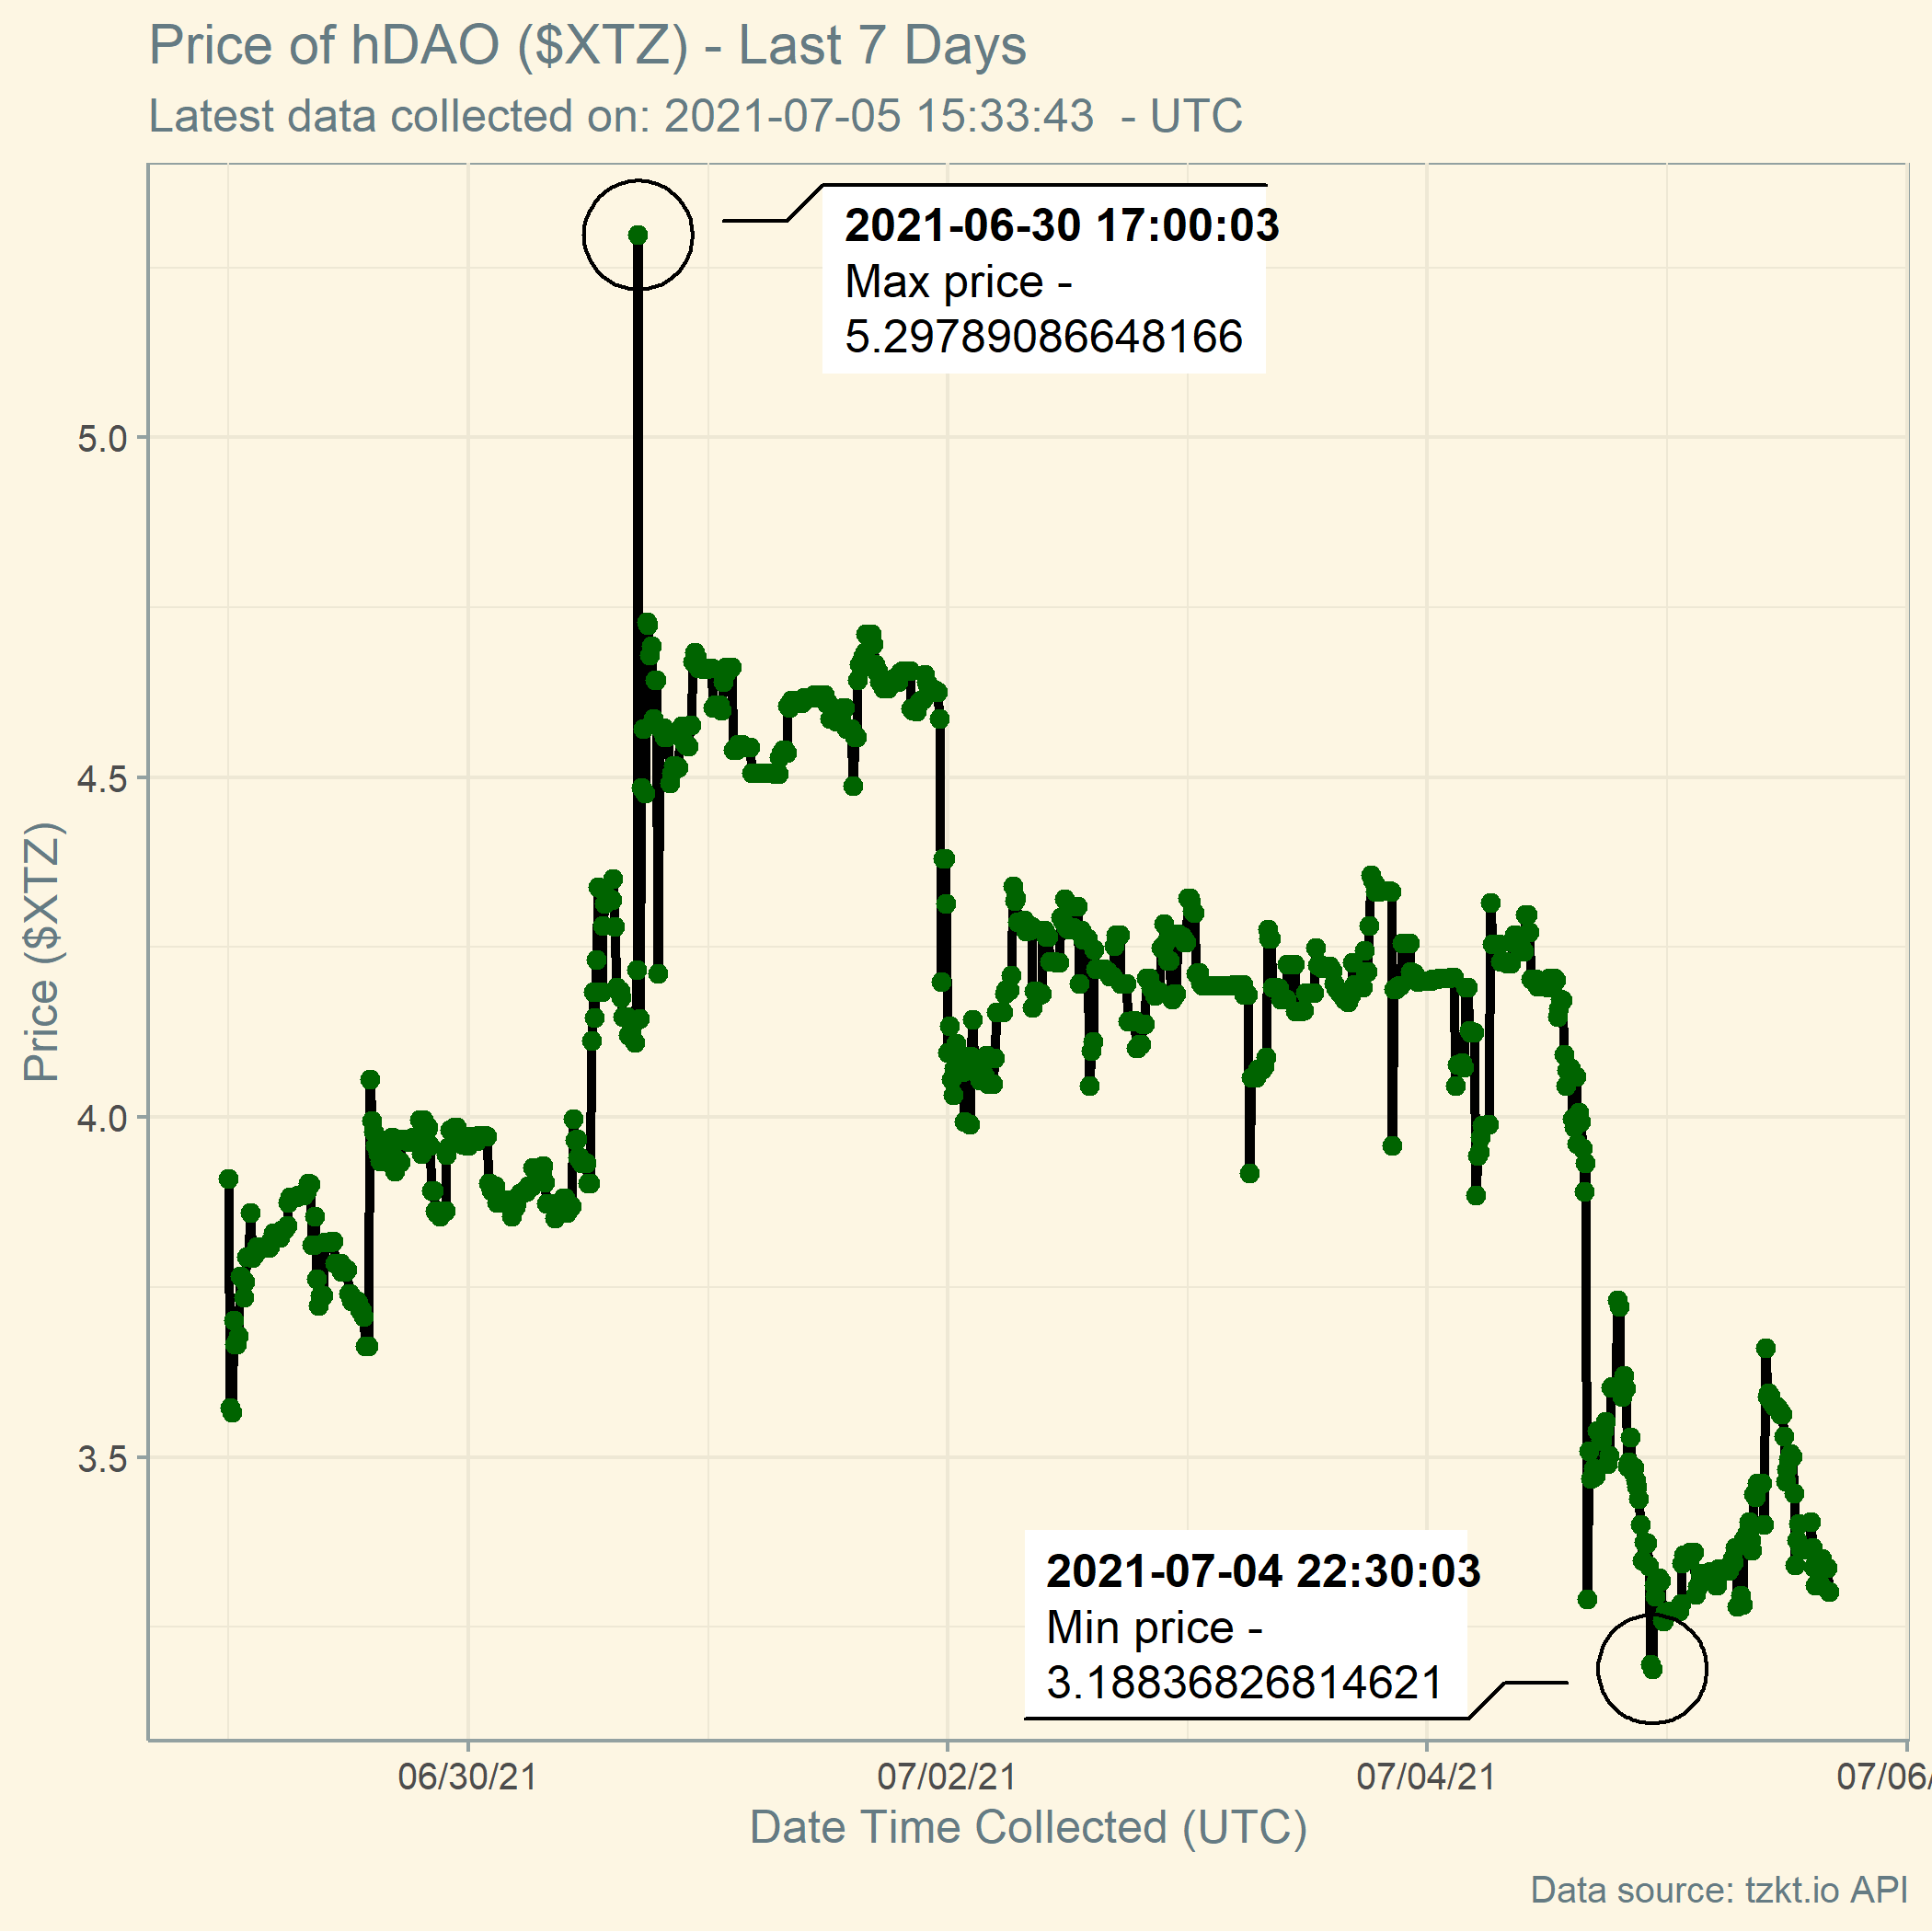 Price of hDAO ($XTZ) - Last 7 Days
Latest data collected on: 2021-07-05 15:33:43  - UTC
2021-06-30 17:00:03
Max price -
5.29789086648166
5.0
4.5
Price ($XTZ)
4.0
3.5
2021-07-04 22:30:03
Min price -
3.18836826814621
06/30/21
07/02/21
07/04/21
07/06/
Date Time Collected (UTC)
Data source: tzkt.io API